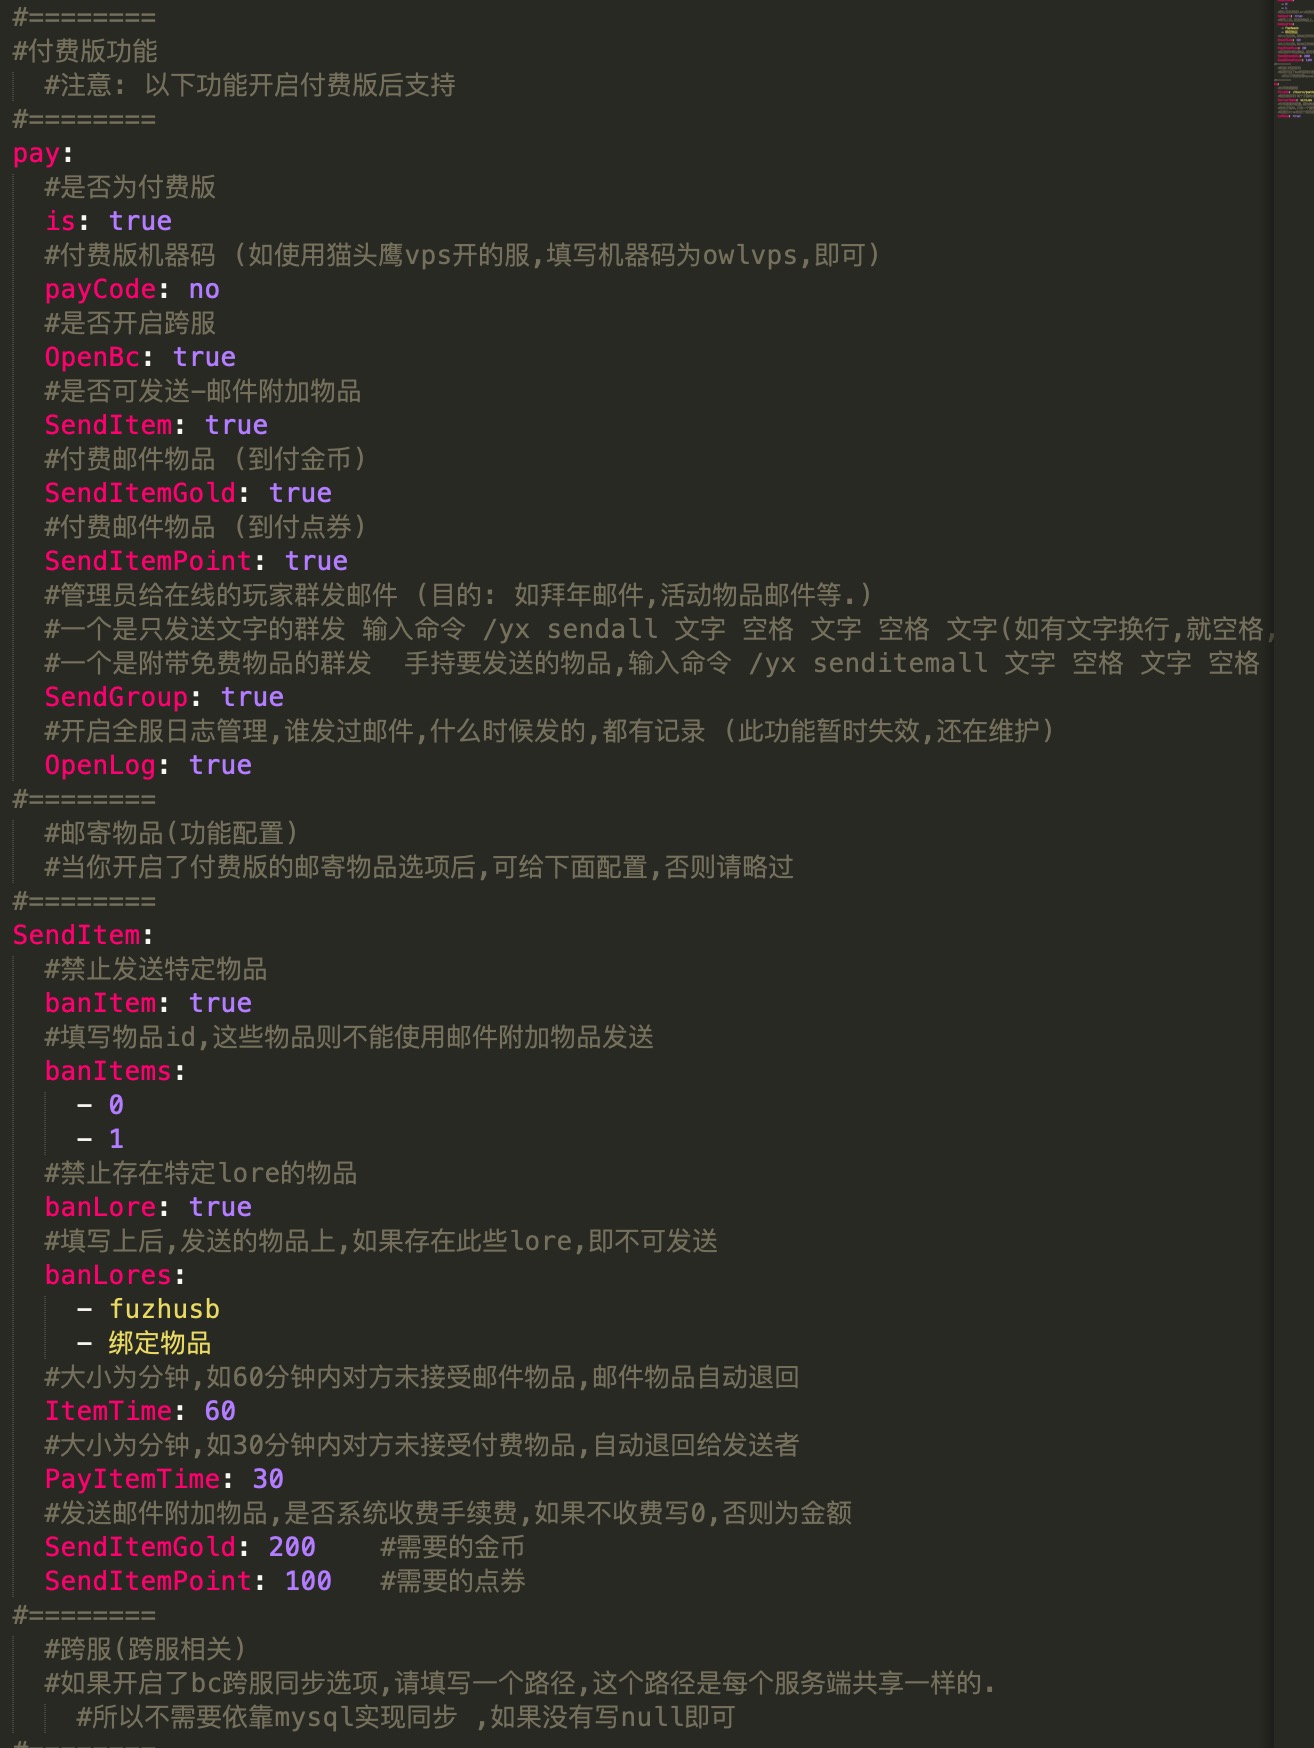 #========
#付费版功能
#注意: 以下功能开启付费版后支持
#========
pay:
#是否为付费版
is: true
#付费版机器码 (如使用猫头鹰vps开的服,填写机器码为owlvps,即可)
payCode: no
#是否开启跨服
OpenBc: true
#是否可发送-邮件附加物品
SendItem: true
#付费邮件物品 (到付金币)
SendItemGold: true
#付费邮件物品 (到付点券)
SendItemPoint: true
#管理员给在线的玩家群发邮件 (目的: 如拜年邮件,活动物品邮件等.)
#一个是只发送文字的群发 输入命令 /yx sendall 文字 空格 文字 空格 文字(如有文字换行,就空格,
#一个是附带免费物品的群发  手持要发送的物品,输入命令 /yx senditemall 文字 空格 文字 空格
SendGroup: true
#开启全服日志管理,谁发过邮件,什么时候发的,都有记录 (此功能暂时失效,还在维护)
OpenLog: true
#========
#邮寄物品(功能配置)
#当你开启了付费版的邮寄物品选项后,可给下面配置,否则请略过
#========
SendItem:
#禁止发送特定物品
banItem: true
#填写物品id,这些物品则不能使用邮件附加物品发送
banItems:
- 0
- 1
#禁止存在特定lore的物品
banLore: true
#填写上后,发送的物品上,如果存在此些lore,即不可发送
banLores:
- fuzhusb
- 绑定物品
#大小为分钟,如60分钟内对方未接受邮件物品,邮件物品自动退回
ItemTime: 60
#大小为分钟,如30分钟内对方未接受付费物品,自动退回给发送者
PayItemTime: 30
#发送邮件附加物品,是否系统收费手续费,如果不收费写0,否则为金额
SendItemGold: 200    #需要的金币
SendItemPoint: 100   #需要的点券
#========
#跨服(跨服相关)
#如果开启了bc跨服同步选项,请填写一个路径,这个路径是每个服务端共享一样的.
#所以不需要依靠mysql实现同步 ,如果没有写null即可
#========